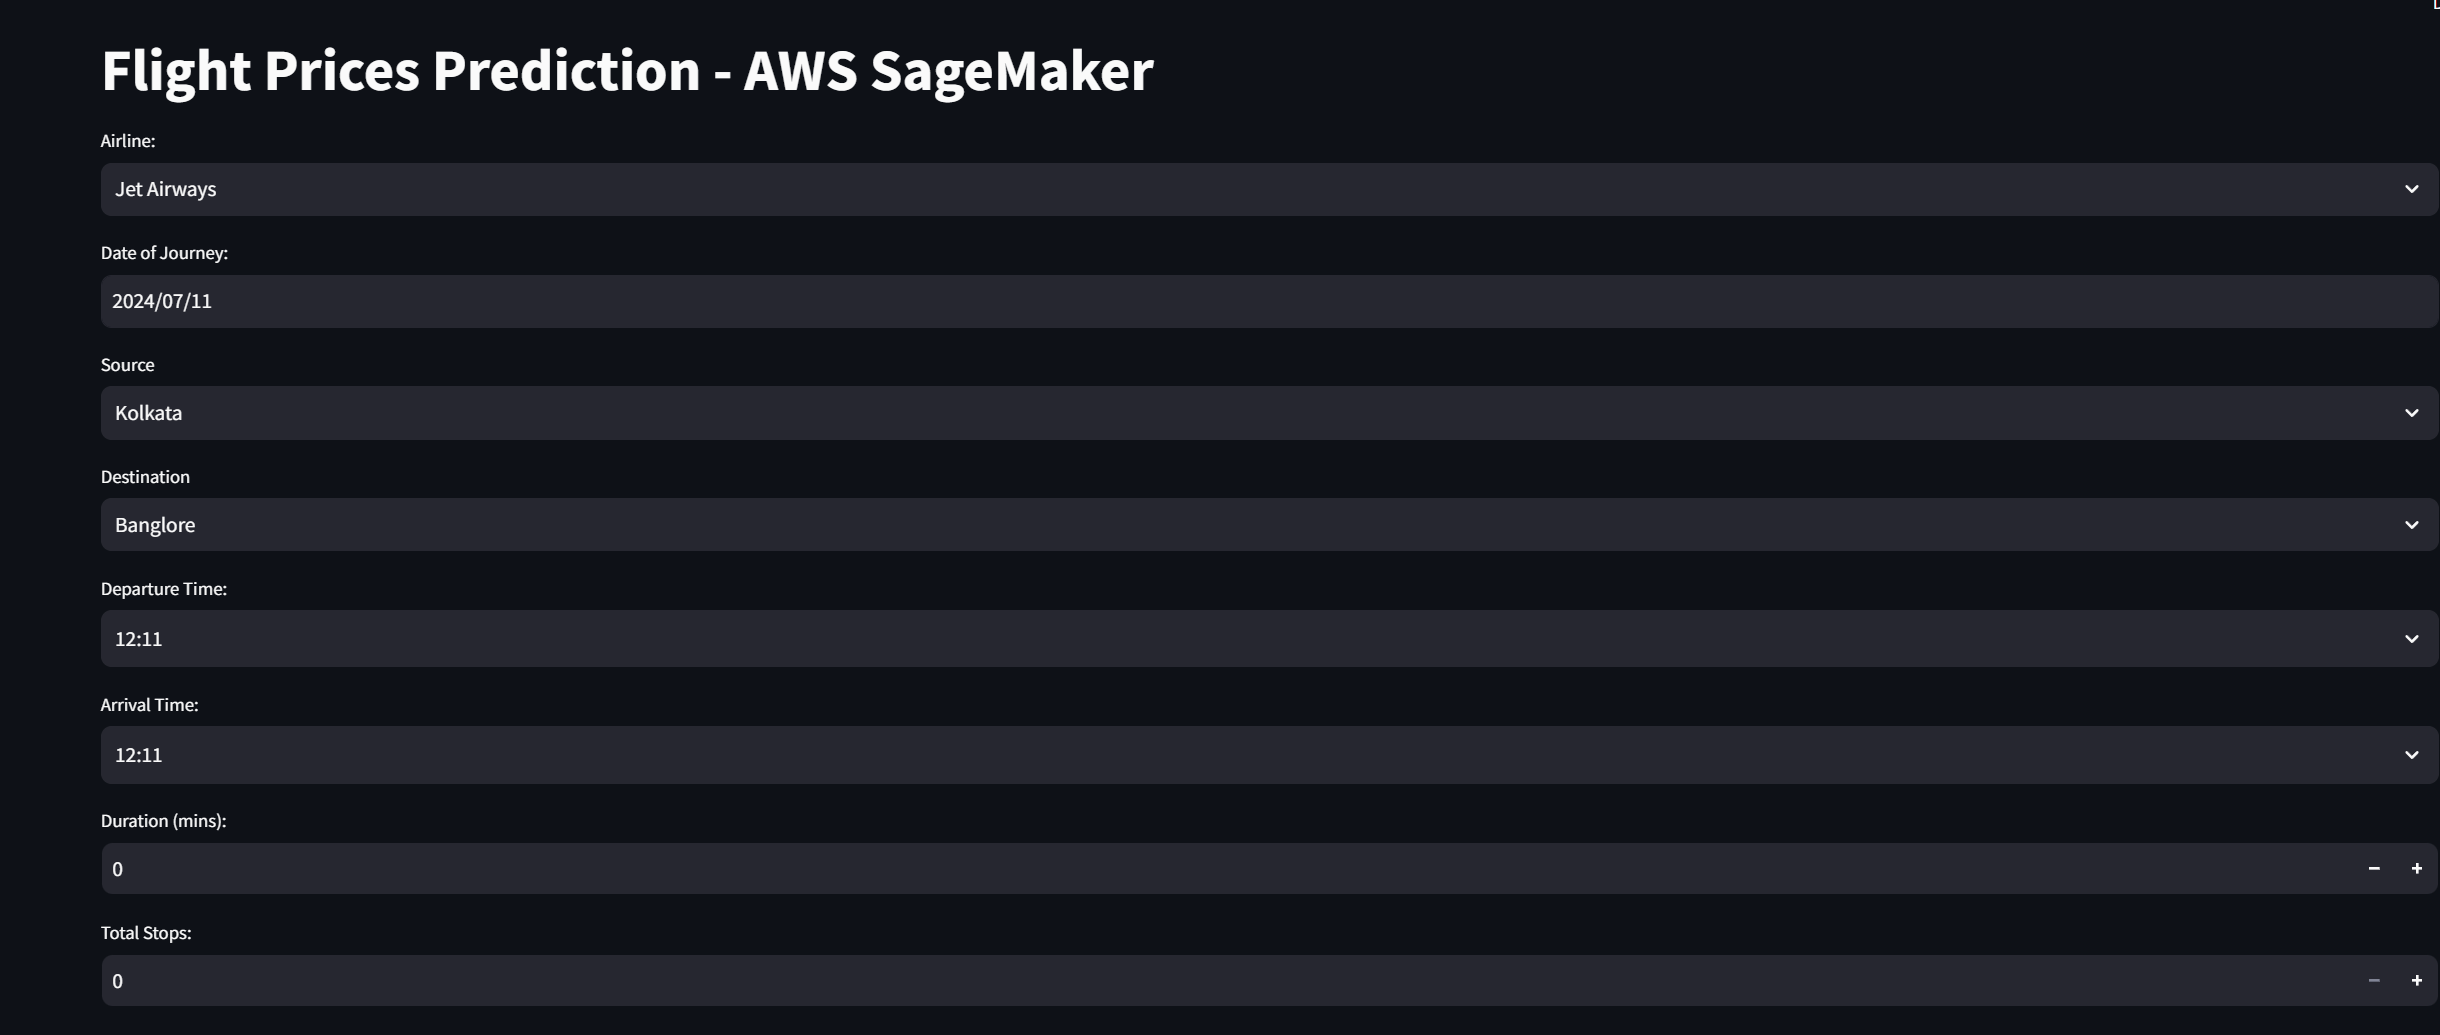 Flight Prices Prediction - AWS SageMaker
Airline:
Jet Airways
Date of Journey:
2024/07/11
Source
Kolkata
Destination
Banglore
Departure Time:
12:11
Arrival Time:
12:11
Duration (mins):
0
Total Stops:
0